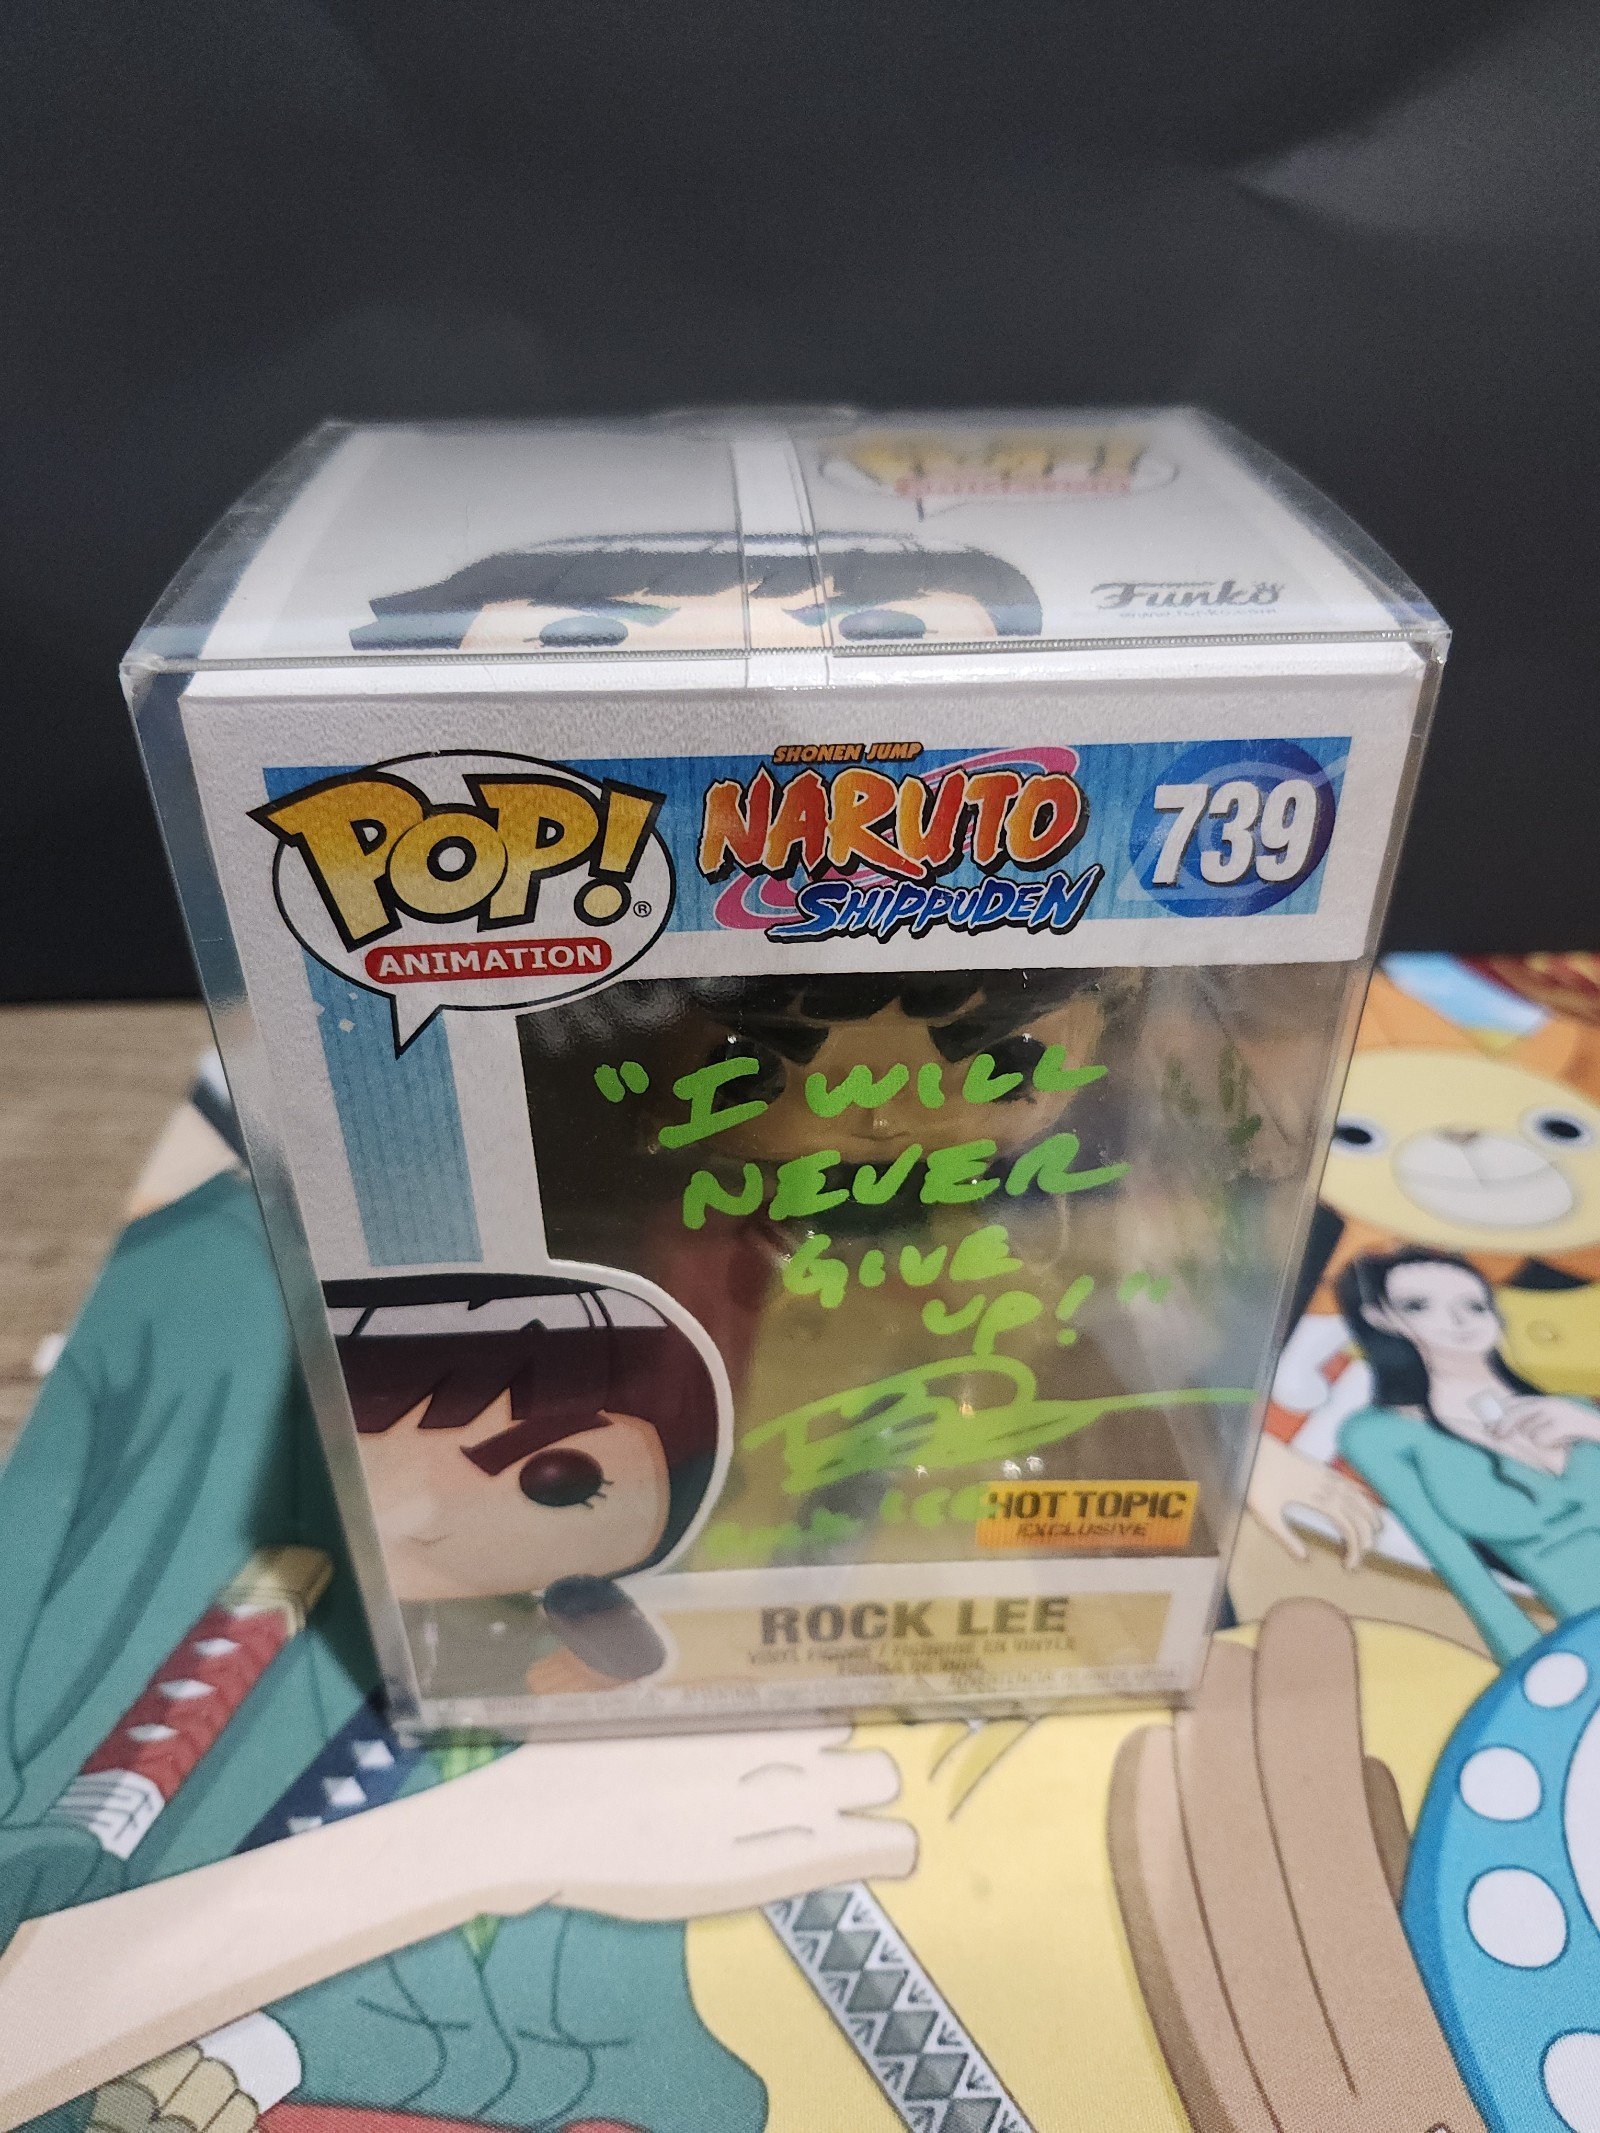 Funko
SHONEN JUMP
POP!®
ANIMATION
NARUTO
SHIPPUDEN
739
"I WILL
NEVER
GIVE
UP!"
HOT TOPIC
EXCLUSIVE
ROCK LEE